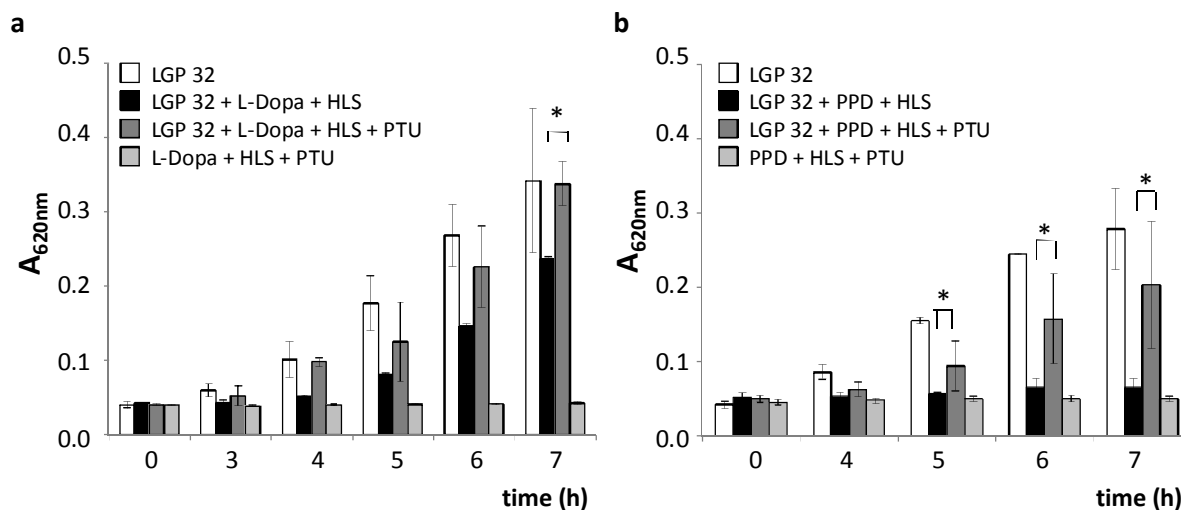 a
0.5
0.4
0.3
0.2
0.1
0.0
A620nm
LGP 32
LGP 32 + L-Dopa + HLS
LGP 32 + L-Dopa + HLS + PTU
L-Dopa + HLS + PTU
*
0 3 4 5 6 7
time (h)
b
0.5
0.4
0.3
0.2
0.1
0.0
A620nm
LGP 32
LGP 32 + PPD + HLS
LGP 32 + PPD + HLS + PTU
PPD + HLS + PTU
*
*
*
0 4 5 6 7
time (h)